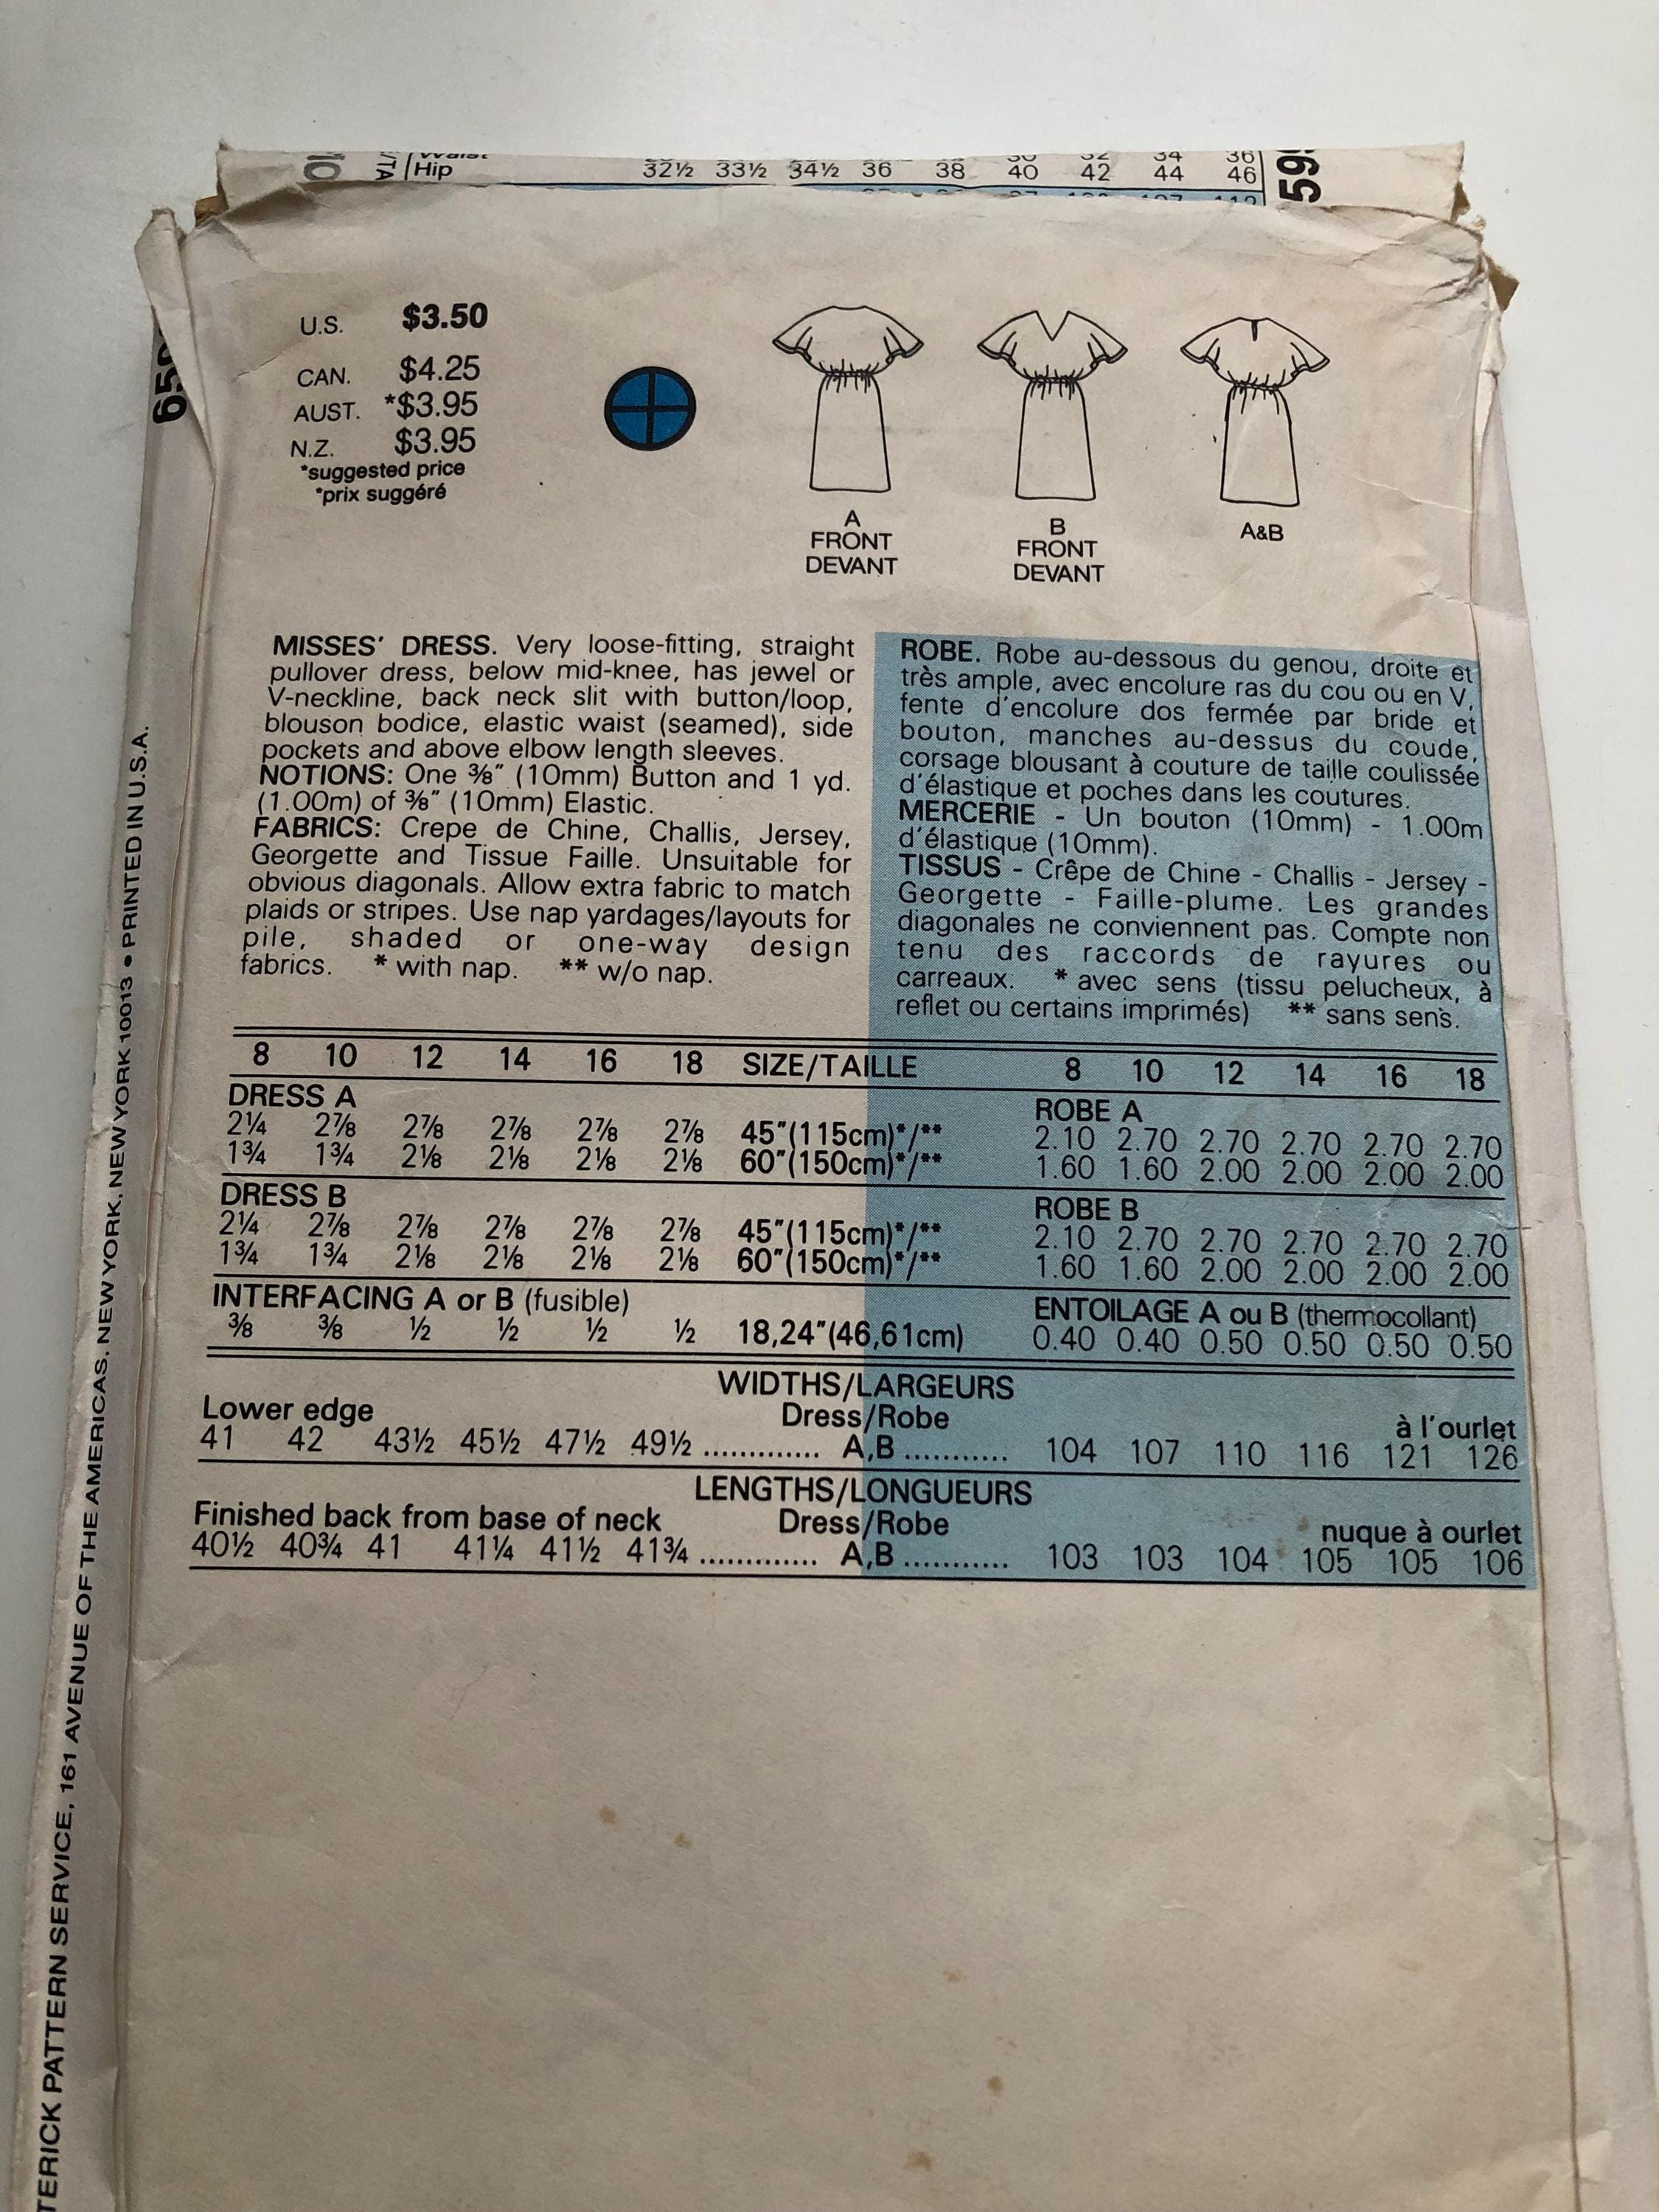 Hip 32½ 33½ 34½ 36 38 40 42 44 46
U.S. $3.50
CAN. $4.25
AUST. *$3.95
N.Z. $3.95
*suggested price
*prix suggéré
A
FRONT
DEVANT
B
FRONT
DEVANT
A&B
MISSES' DRESS. Very loose-fitting, straight
pullover dress, below mid-knee, has jewel or
V-neckline, back neck slit with button/loop,
blouson bodice, elastic waist (seamed), side
pockets and above elbow length sleeves.
NOTIONS: One ⅜" (10mm) Button and 1 yd.
(1.00m) of ⅜" (10mm) Elastic.
FABRICS: Crepe de Chine, Challis, Jersey,
Georgette and Tissue Faille. Unsuitable for
obvious diagonals. Allow extra fabric to match
plaids or stripes. Use nap yardages/layouts for
pile, shaded or one-way design
fabrics. * with nap. ** w/o nap.
ROBE. Robe au-dessous du genou, droite et
très ample, avec encolure ras du cou ou en V,
fente d'encolure dos fermée par bride et
bouton, manches au-dessus du coude,
corsage blousant à couture de taille coulissée
d'élastique et poches dans les coutures.
MERCERIE - Un bouton (10mm) - 1.00m
d'élastique (10mm).
TISSUS - Crêpe de Chine - Challis - Jersey -
Georgette - Faille-plume. Les grandes
diagonales ne conviennent pas. Compte non
tenu des raccords de rayures ou
carreaux. * avec sens (tissu pelucheux, à
reflet ou certains imprimés) ** sans sens.
8 10 12 14 16 18 SIZE/TAILLE 8 10 12 14 16 18
DRESS A ROBE A
2¼ 2⅞ 2⅞ 2⅞ 2⅞ 2⅞ 45"(115cm)*/** 2.10 2.70 2.70 2.70 2.70 2.70
1¾ 1¾ 2⅛ 2⅛ 2⅛ 2⅛ 60"(150cm)*/** 1.60 1.60 2.00 2.00 2.00 2.00
DRESS B ROBE B
2¼ 2⅞ 2⅞ 2⅞ 2⅞ 2⅞ 45"(115cm)*/** 2.10 2.70 2.70 2.70 2.70 2.70
1¾ 1¾ 2⅛ 2⅛ 2⅛ 2⅛ 60"(150cm)*/** 1.60 1.60 2.00 2.00 2.00 2.00
INTERFACING A or B (fusible) ENTOILAGE A ou B (thermocollant)
⅜ ⅜ ½ ½ ½ ½ 18,24"(46,61cm) 0.40 0.40 0.50 0.50 0.50 0.50
WIDTHS/LARGEURS
Lower edge Dress/Robe à l'ourlet
41 42 43½ 45½ 47½ 49½ ............. A,B ........... 104 107 110 116 121 126
LENGTHS/LONGUEURS
Finished back from base of neck Dress/Robe nuque à ourlet
40½ 40¾ 41 41¼ 41½ 41¾ ............. A,B ........... 103 103 104 105 105 106
PATTERN SERVICE, 161 AVENUE OF THE AMERICAS, NEW YORK, NEW YORK 10013 • PRINTED IN U.S.A.